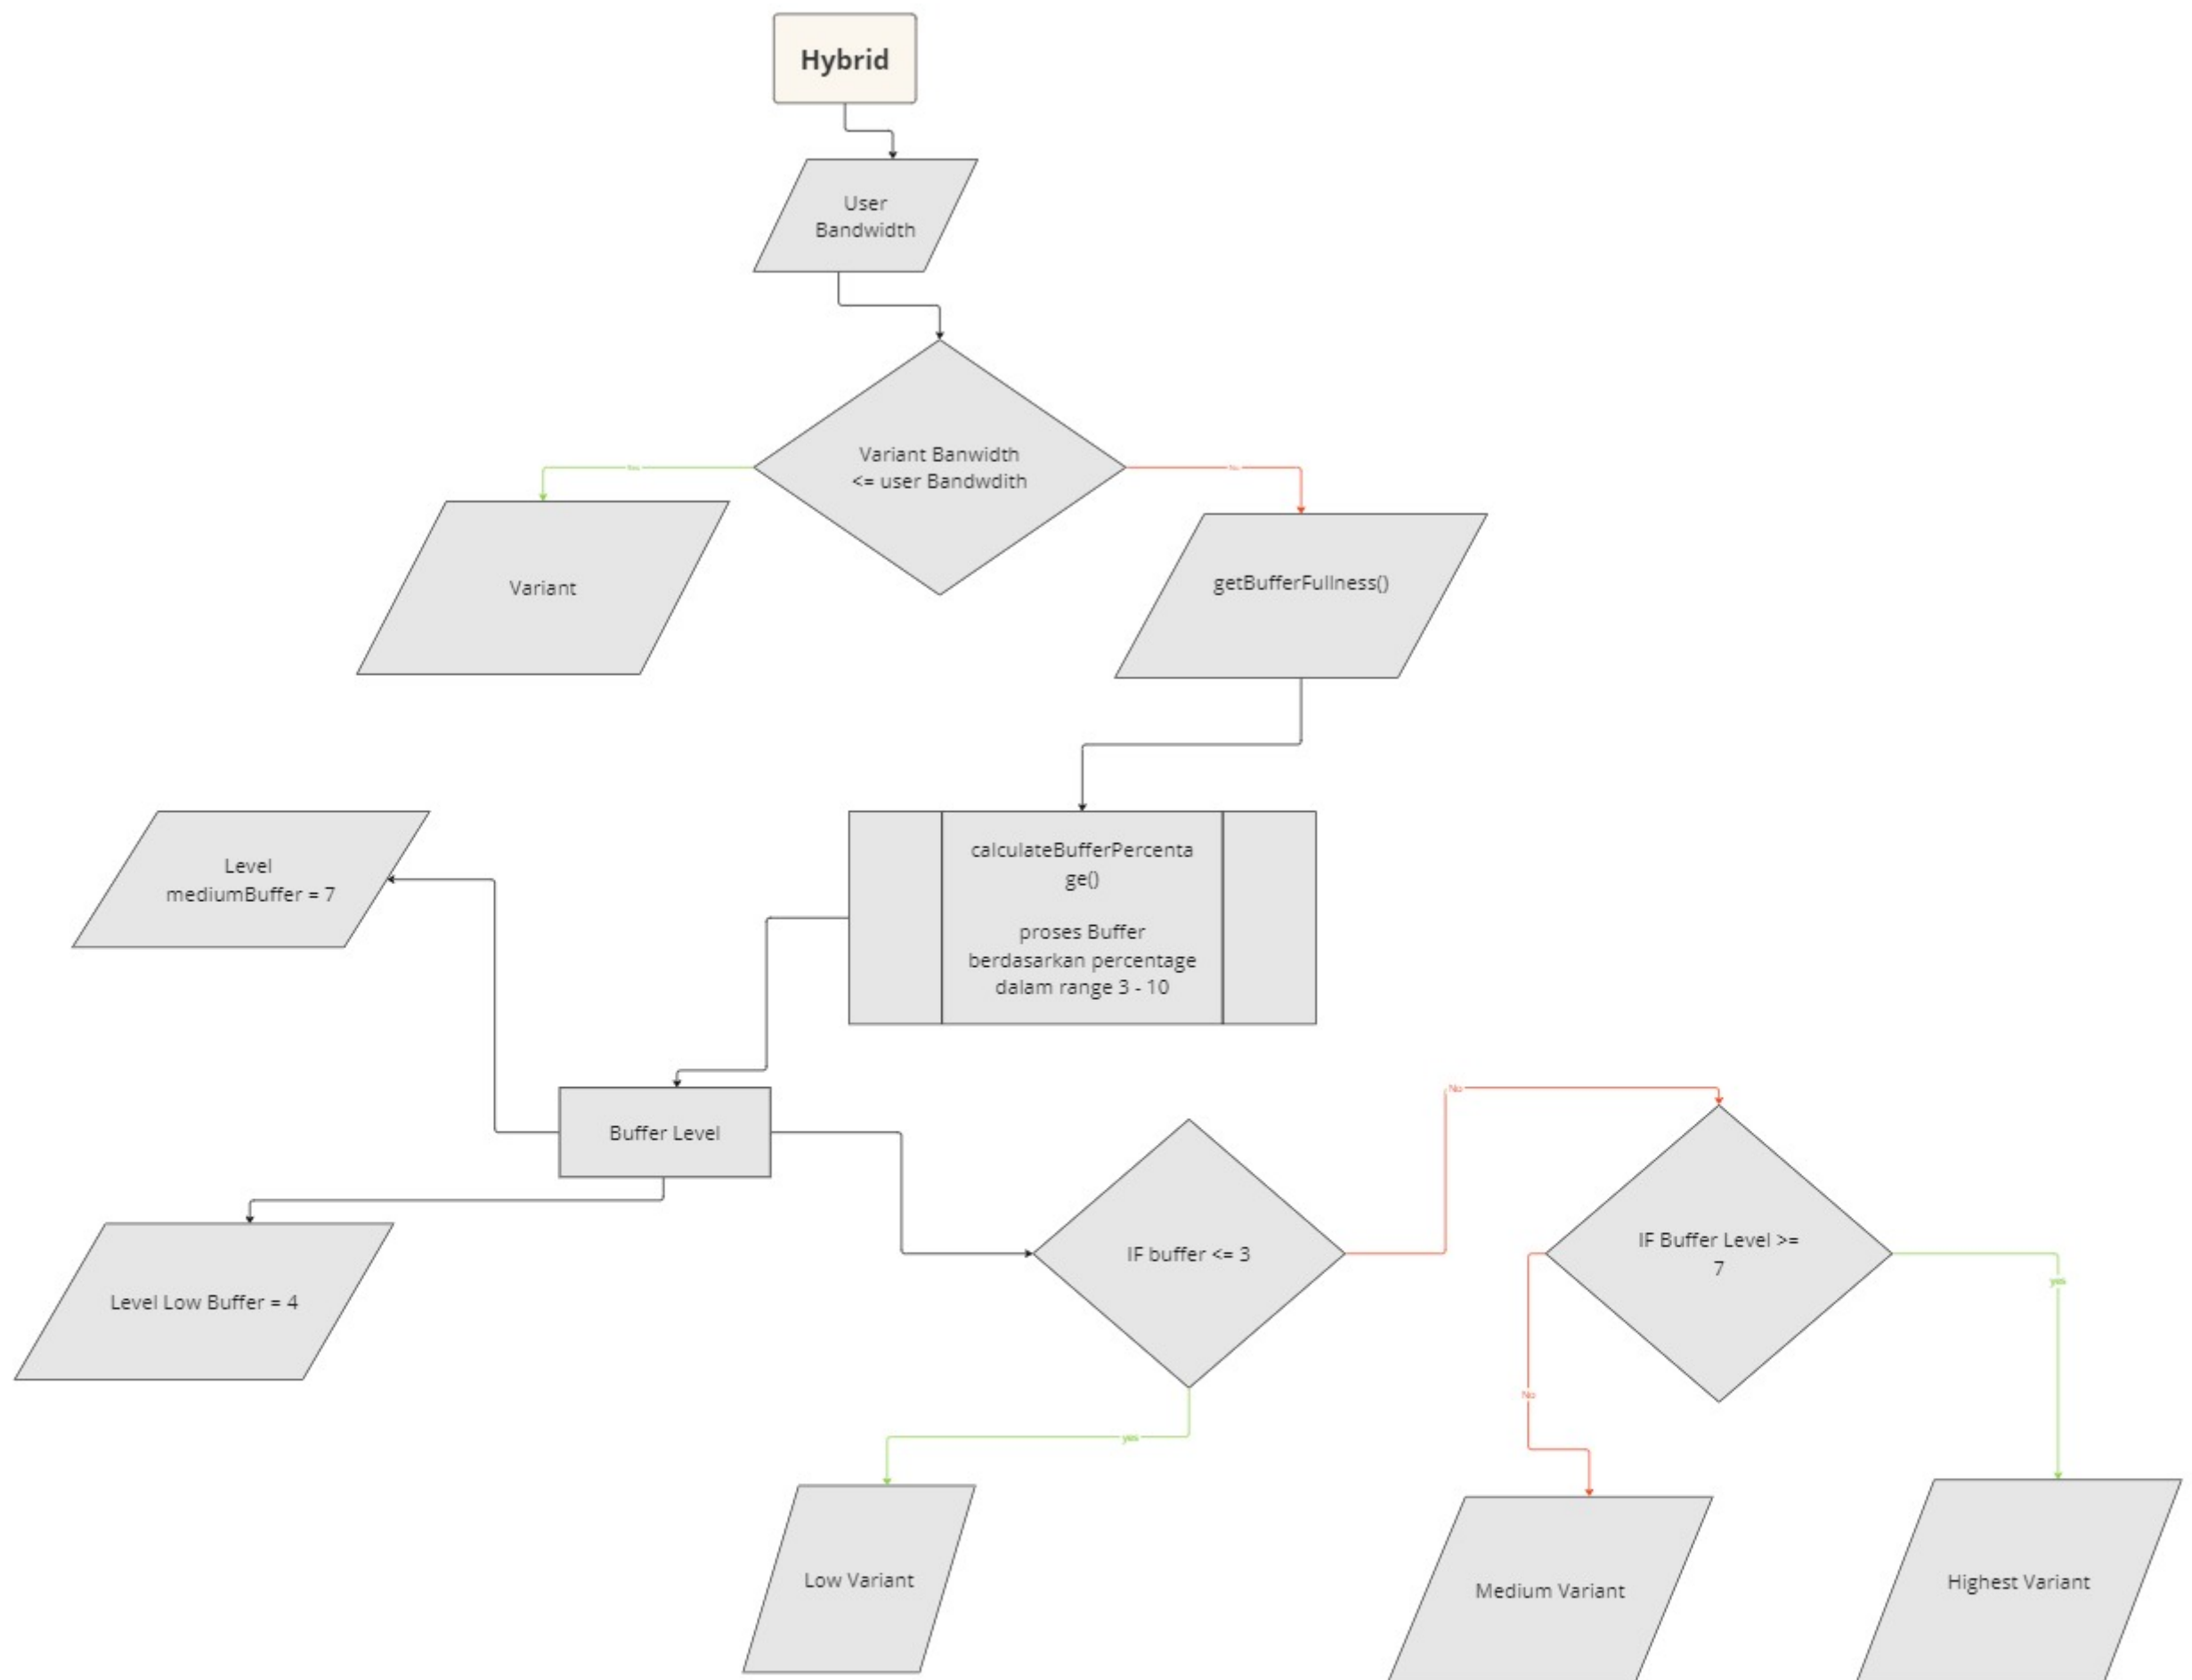 Hybrid
User
Bandwidth
Variant Banwidth
<= user Bandwdith
Yes
No
Variant
getBufferFullness()
calculateBufferPercenta
ge()
proses Buffer
berdasarkan percentage
dalam range 3 - 10
Level
mediumBuffer = 7
Buffer Level
Level Low Buffer = 4
IF buffer <= 3
No
IF Buffer Level >=
7
yes
No
yes
Low Variant
Medium Variant
Highest Variant